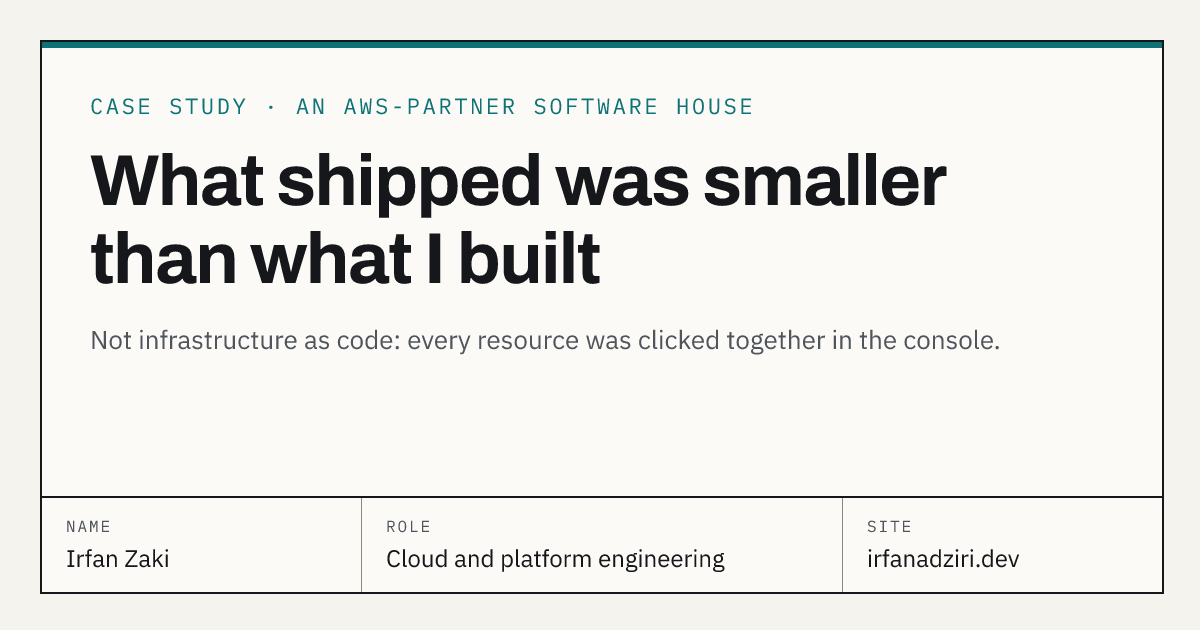 CASE STUDY · AN AWS-PARTNER SOFTWARE HOUSE
What shipped was smaller
than what I built
Not infrastructure as code: every resource was clicked together in the console.
NAME
Irfan Zaki
ROLE
Cloud and platform engineering
SITE
irfanadziri.dev